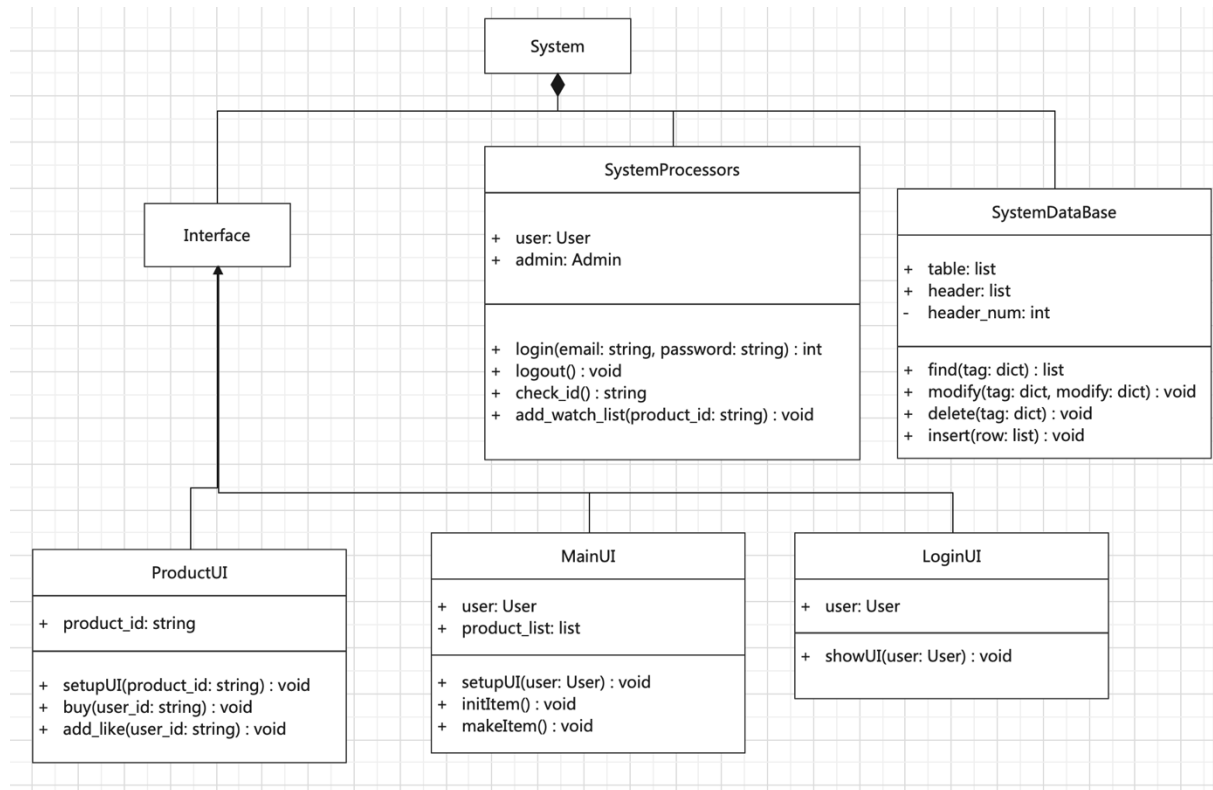 System
Interface
SystemProcessors
+ user: User
+ admin: Admin
+ login(email: string, password: string) : int
+ logout() : void
+ check_id() : string
+ add_watch_list(product_id: string) : void
SystemDataBase
+ table: list
+ header: list
- header_num: int
+ find(tag: dict) : list
+ modify(tag: dict, modify: dict) : void
+ delete(tag: dict) : void
+ insert(row: list) : void
ProductUI
+ product_id: string
+ setupUI(product_id: string) : void
+ buy(user_id: string) : void
+ add_like(user_id: string) : void
MainUI
+ user: User
+ product_list: list
+ setupUI(user: User) : void
+ initItem() : void
+ makeItem() : void
LoginUI
+ user: User
+ showUI(user: User) : void